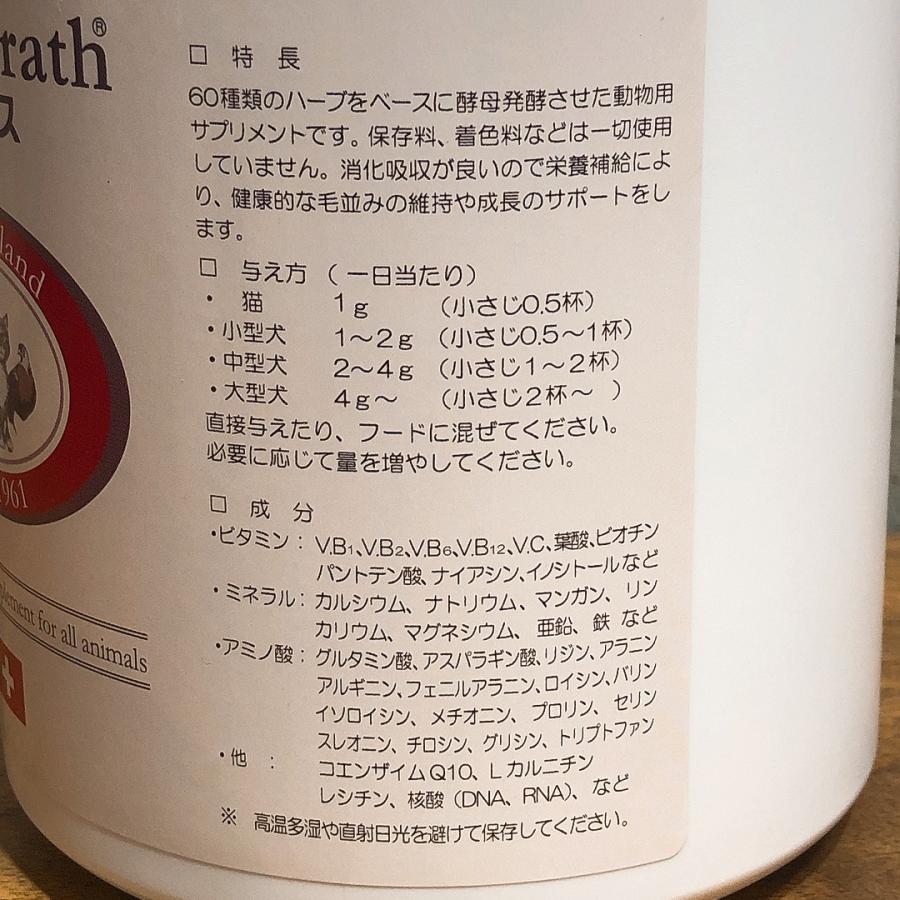 rath®
ス
land
1961
plement for all animals
□ 特 長
60種類のハーブをベースに酵母発酵させた動物用
サプリメントです。保存料、着色料などは一切使用
していません。消化吸収が良いので栄養補給によ
り、健康的な毛並みの維持や成長のサポートをし
ます。
□ 与え方 （一日当たり）
・ 猫 1g （小さじ0.5杯）
・小型犬 1〜2g （小さじ0.5〜1杯）
・中型犬 2〜4g （小さじ1〜2杯）
・大型犬 4g〜 （小さじ2杯〜 ）
直接与えたり、フードに混ぜてください。
必要に応じて量を増やしてください。
□ 成 分
・ビタミン： V.B₁、V.B₂、V.B₆、V.B₁₂、V.C、葉酸、ビオチン
パントテン酸、ナイアシン、イノシトールなど
・ミネラル： カルシウム、ナトリウム、マンガン、リン
カリウム、マグネシウム、亜鉛、鉄 など
・アミノ酸： グルタミン酸、アスパラギン酸、リジン、アラニン
アルギニン、フェニルアラニン、ロイシン、バリン
イソロイシン、メチオニン、プロリン、セリン
スレオニン、チロシン、グリシン、トリプトファン
・他 ： コエンザイムQ10、Lカルニチン
レシチン、核酸（DNA、RNA）、など
※ 高温多湿や直射日光を避けて保存してください。